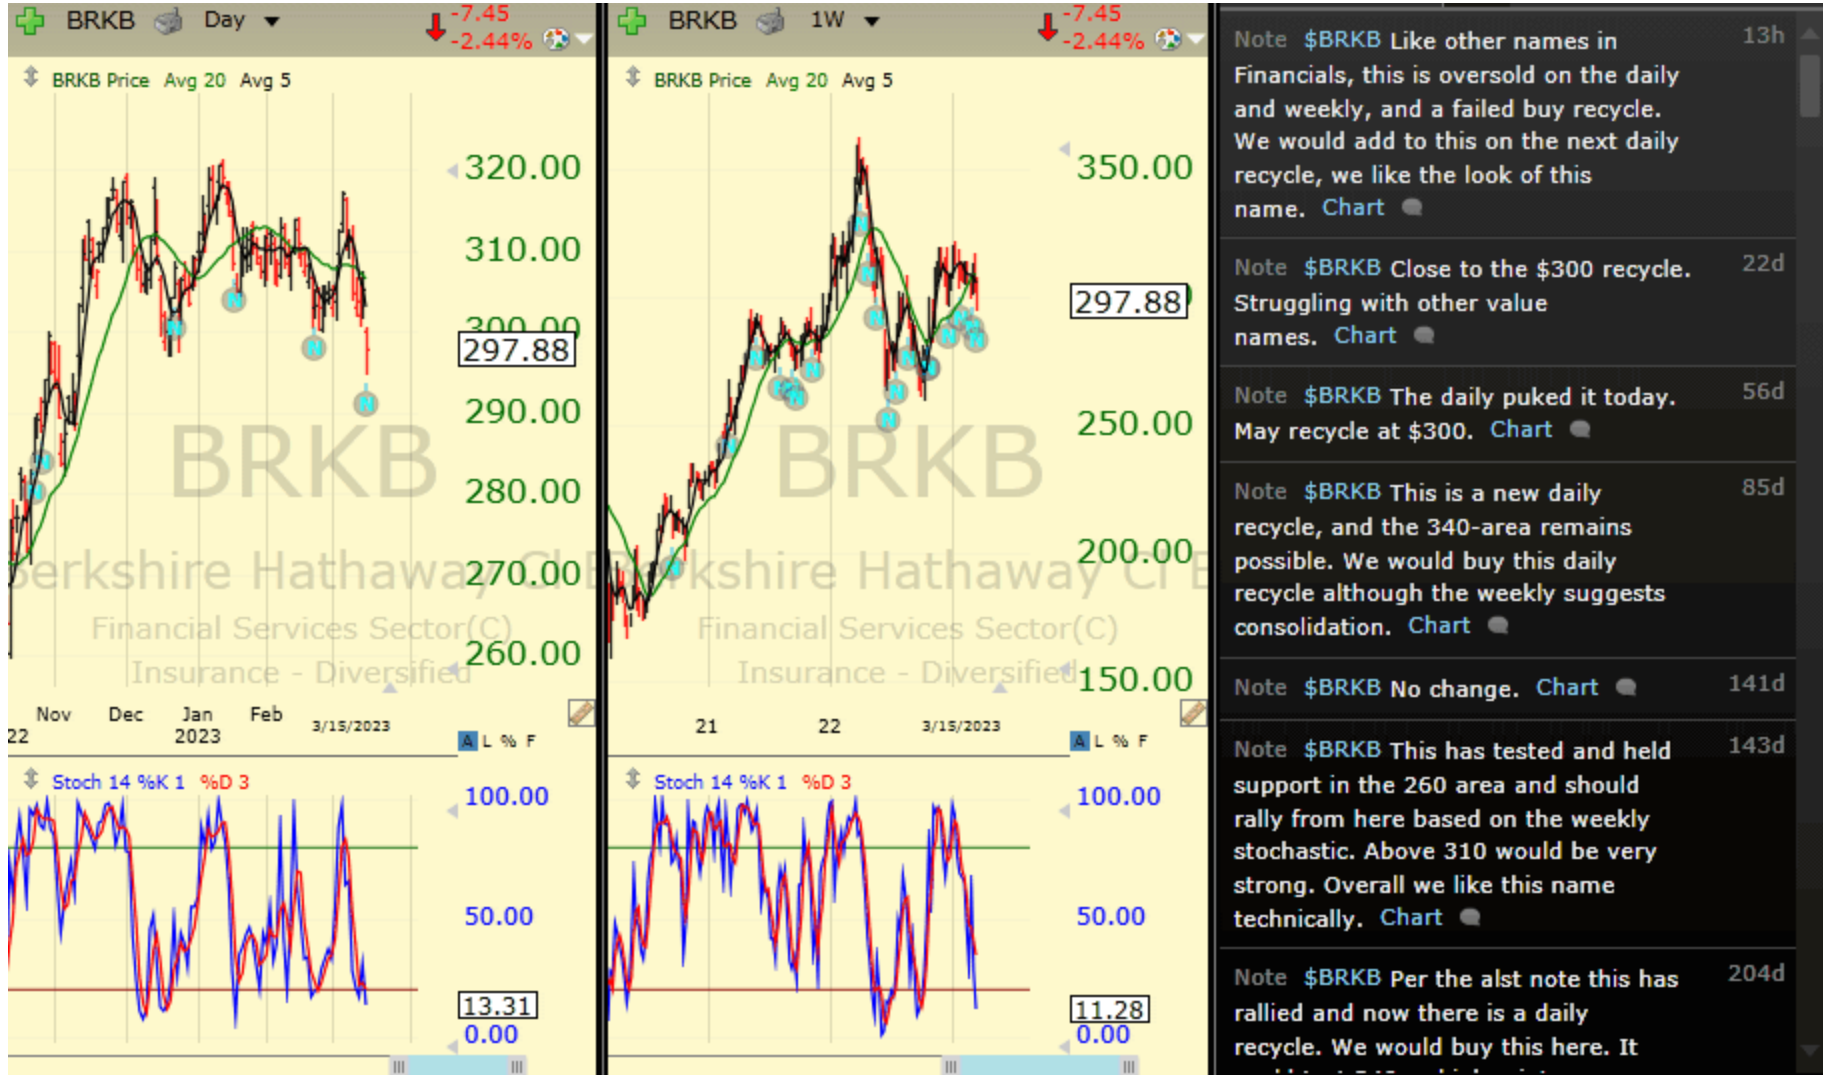 BRKB Day
-7.45
-2.44%
BRKB Price Avg 20 Avg 5
320.00
310.00
300.00
297.88
290.00
280.00
270.00
260.00
BRKB
Berkshire Hathaway Cl B
Financial Services Sector(C)
Insurance - Diversified
Nov Dec Jan Feb 3/15/2023
22 2023
A L % F
Stoch 14 %K 1 %D 3
100.00
50.00
13.31
0.00
BRKB 1W
-7.45
-2.44%
BRKB Price Avg 20 Avg 5
350.00
297.88
250.00
200.00
150.00
BRKB
Berkshire Hathaway Cl B
Financial Services Sector(C)
Insurance - Diversified
21 22 3/15/2023
A L % F
Stoch 14 %K 1 %D 3
100.00
50.00
11.28
0.00
Note $BRKB Like other names in 13h
Financials, this is oversold on the daily
and weekly, and a failed buy recycle.
We would add to this on the next daily
recycle, we like the look of this
name. Chart
Note $BRKB Close to the $300 recycle. 22d
Struggling with other value
names. Chart
Note $BRKB The daily puked it today. 56d
May recycle at $300. Chart
Note $BRKB This is a new daily 85d
recycle, and the 340-area remains
possible. We would buy this daily
recycle although the weekly suggests
consolidation. Chart
Note $BRKB No change. Chart 141d
Note $BRKB This has tested and held 143d
support in the 260 area and should
rally from here based on the weekly
stochastic. Above 310 would be very
strong. Overall we like this name
technically. Chart
Note $BRKB Per the alst note this has 204d
rallied and now there is a daily
recycle. We would buy this here. It